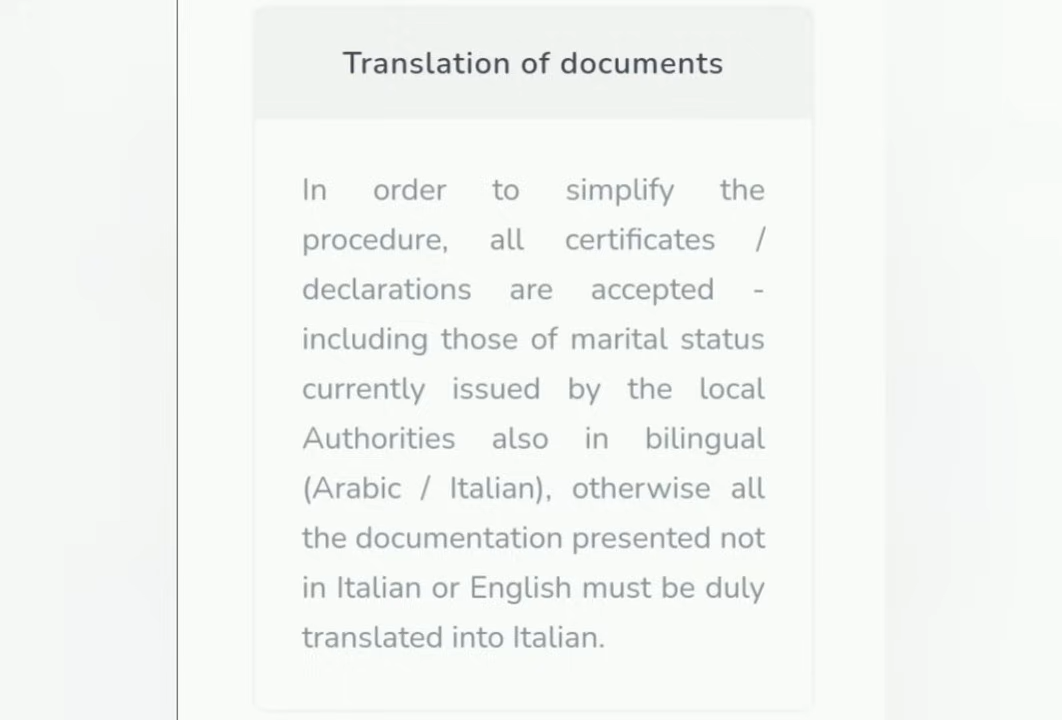 Translation of documents
In order to simplify the
procedure, all certificates /
declarations are accepted -
including those of marital status
currently issued by the local
Authorities also in bilingual
(Arabic / Italian), otherwise all
the documentation presented not
in Italian or English must be duly
translated into Italian.